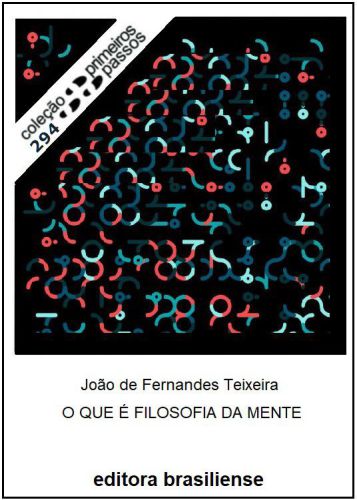 coleção primeiros
294 passos
João de Fernandes Teixeira
O QUE É FILOSOFIA DA MENTE
editora brasiliense